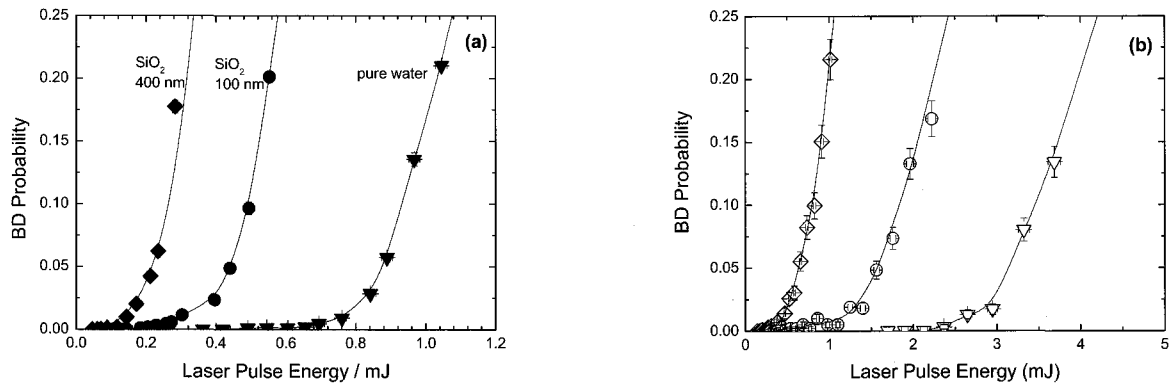 0.25
0.20
0.15
0.10
0.05
0.00
BD Probability
0.0 0.2 0.4 0.6 0.8 1.0 1.2
Laser Pulse Energy / mJ
SiO2
400 nm
SiO2
100 nm
pure water
(a)
0.25
0.20
0.15
0.10
0.05
0.00
BD Probability
0 1 2 3 4 5
Laser Pulse Energy (mJ)
(b)